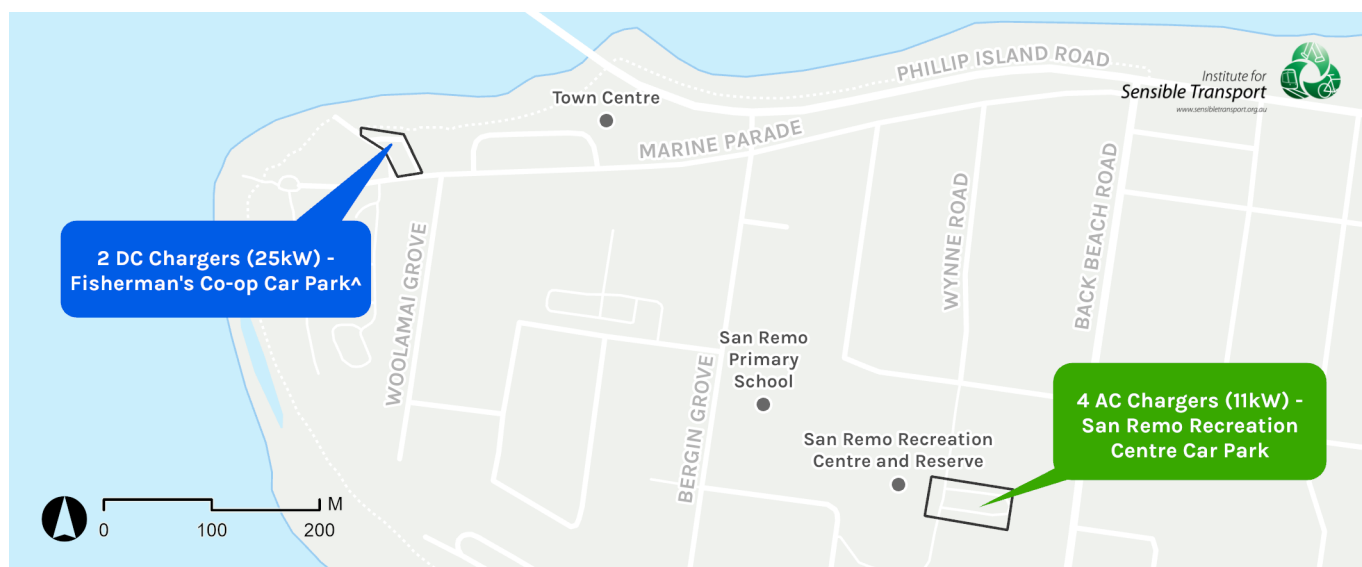 PHILLIP ISLAND ROAD
Institute for
Sensible Transport
www.sensibletransport.org.au
Town Centre
MARINE PARADE
2 DC Chargers (25kW) -
Fisherman's Co-op Car Park^
WOOLAMAI GROVE
WYNNE ROAD
BACK BEACH ROAD
San Remo
Primary
School
BERGIN GROVE
4 AC Chargers (11kW) -
San Remo Recreation
Centre Car Park
San Remo Recreation
Centre and Reserve
M
0 100 200